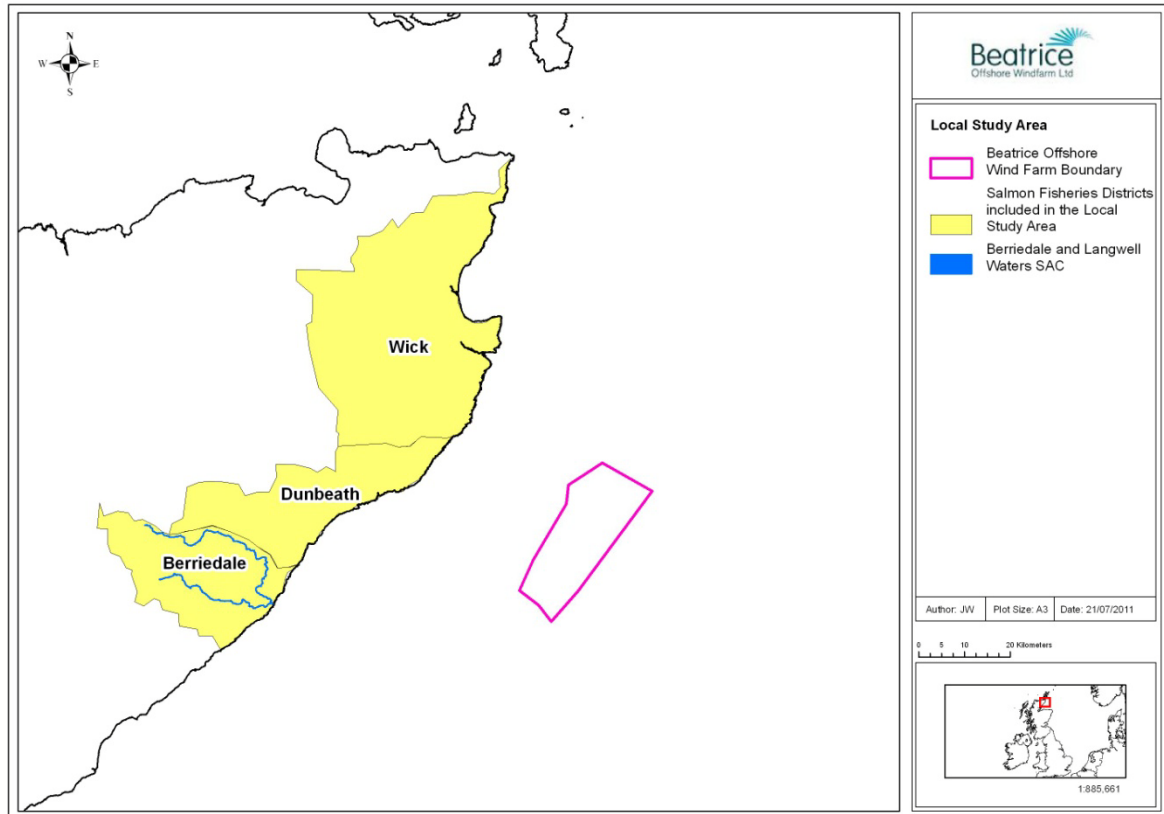 N
W E
S
Wick
Dunbeath
Berriedale
Beatrice
Offshore Windfarm Ltd
Local Study Area
Beatrice Offshore
Wind Farm Boundary
Salmon Fisheries Districts
included in the Local
Study Area
Berriedale and Langwell
Waters SAC
Author: JW Plot Size: A3 Date: 21/07/2011
0 5 10 20 Kilometers
1:885,661